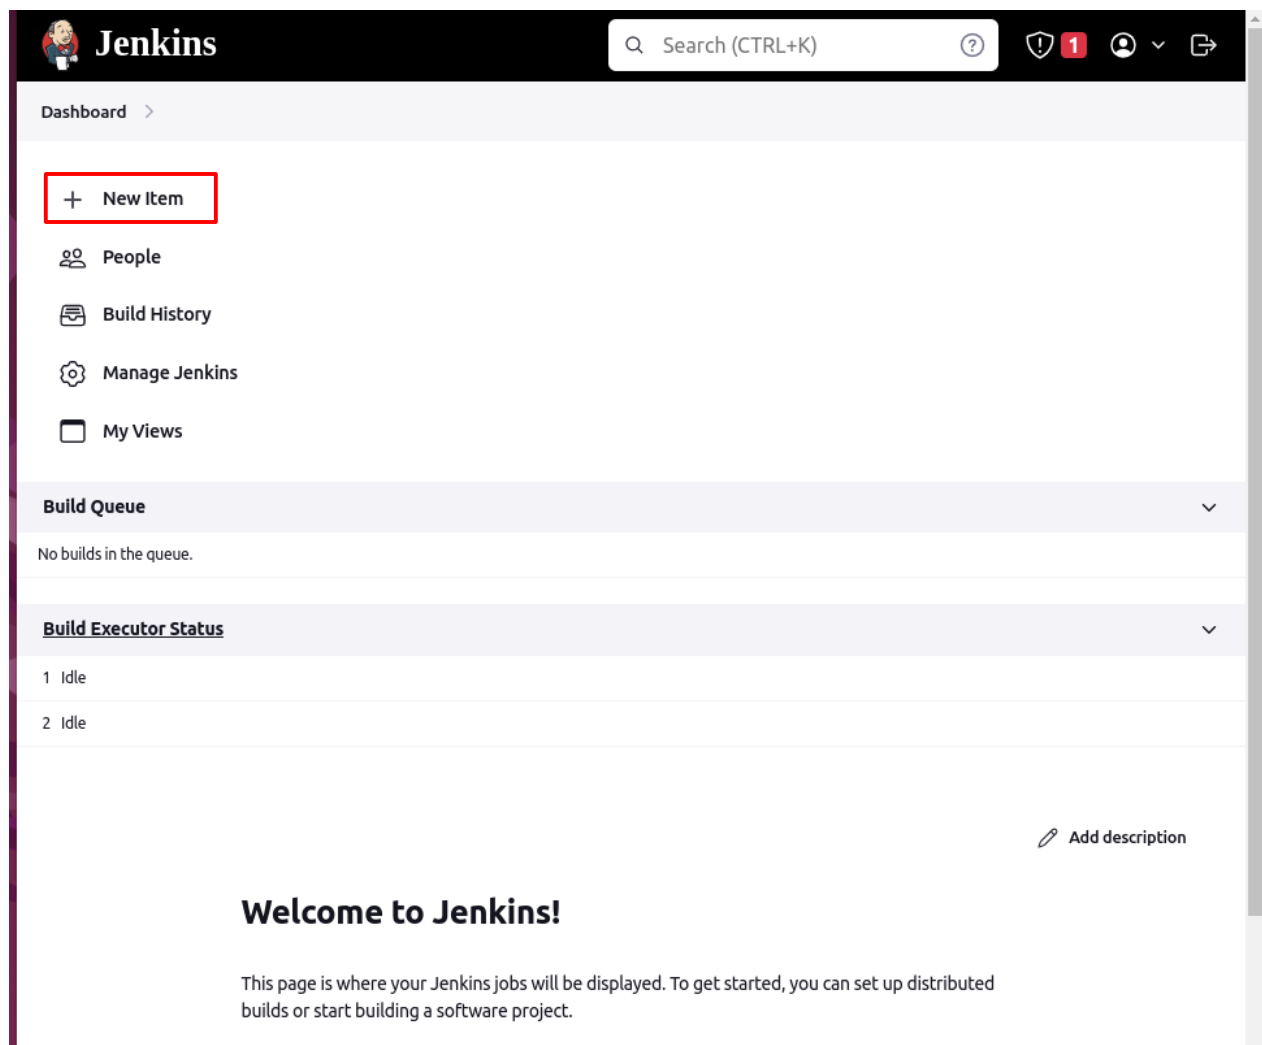 Jenkins
Search (CTRL+K)
1
Dashboard
New Item
People
Build History
Manage Jenkins
My Views
Build Queue
No builds in the queue.
Build Executor Status
1 Idle
2 Idle
Add description
Welcome to Jenkins!
This page is where your Jenkins jobs will be displayed. To get started, you can set up distributed
builds or start building a software project.